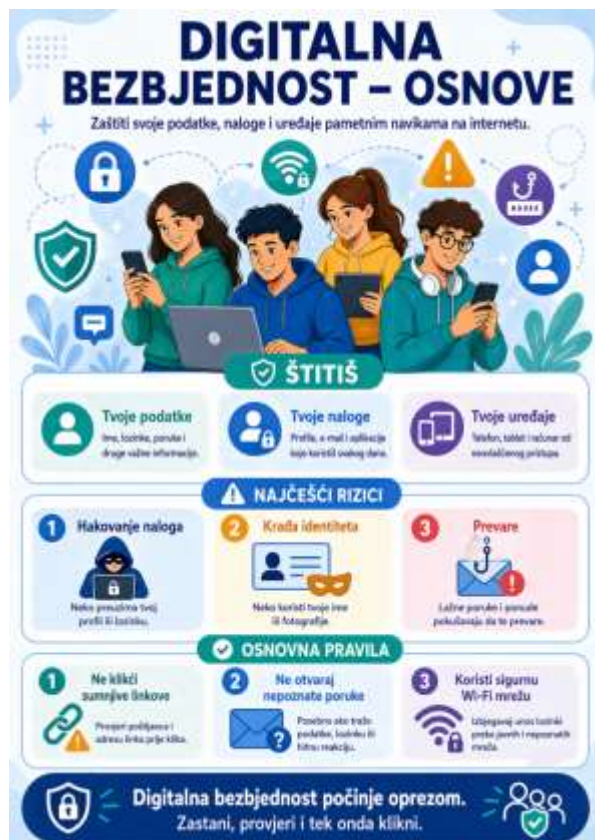 DIGITALNA
BEZBJEDNOST – OSNOVE
Zaštiti svoje podatke, naloge i uređaje pametnim navikama na internetu.
ŠTITIŠ
Tvoje podatke
Ime, lozinke, poruke i
druge važne informacije.
Tvoje naloge
Profile, e-mail i aplikacije
koje koristiš svakog dana.
Tvoje uređaje
Telefon, tablet i računar od
neovlašćenog pristupa.
NAJČEŠĆI RIZICI
1
Hakovanje naloga
Neko preuzima tvoj
profil ili lozinku.
2
Krađa identiteta
Neko koristi tvoje ime
ili fotografije.
3
Prevare
Lažne poruke i ponude
pokušavaju da te prevare.
OSNOVNA PRAVILA
1
Ne klikći
sumnjive linkove
Provjeri pošiljaoca i
adresu linka prije klika.
2
Ne otvaraj
nepoznate poruke
Posebno ako traže
podatke, lozinku ili
hitnu reakciju.
3
Koristi sigurnu
Wi-Fi mrežu
Izbjegavaj unos lozinki
preko javnih i nepoznatih
mreža.
Digitalna bezbjednost počinje oprezom.
Zastani, provjeri i tek onda klikni.